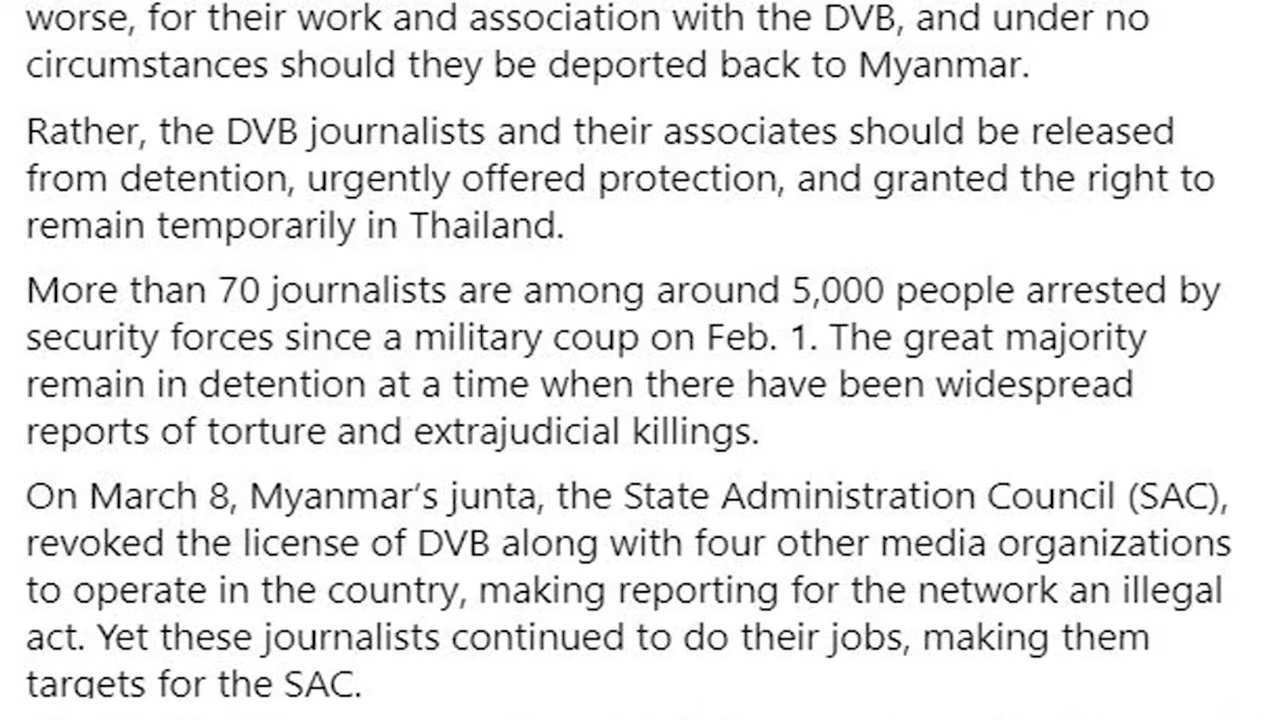 worse, for their work and association with the DVB, and under no
circumstances should they be deported back to Myanmar.
Rather, the DVB journalists and their associates should be released
from detention, urgently offered protection, and granted the right to
remain temporarily in Thailand.
More than 70 journalists are among around 5,000 people arrested by
security forces since a military coup on Feb. 1. The great majority
remain in detention at a time when there have been widespread
reports of torture and extrajudicial killings.
On March 8, Myanmar's junta, the State Administration Council (SAC),
revoked the license of DVB along with four other media organizations
to operate in the country, making reporting for the network an illegal
act. Yet these journalists continued to do their jobs, making them
targets for the SAC.